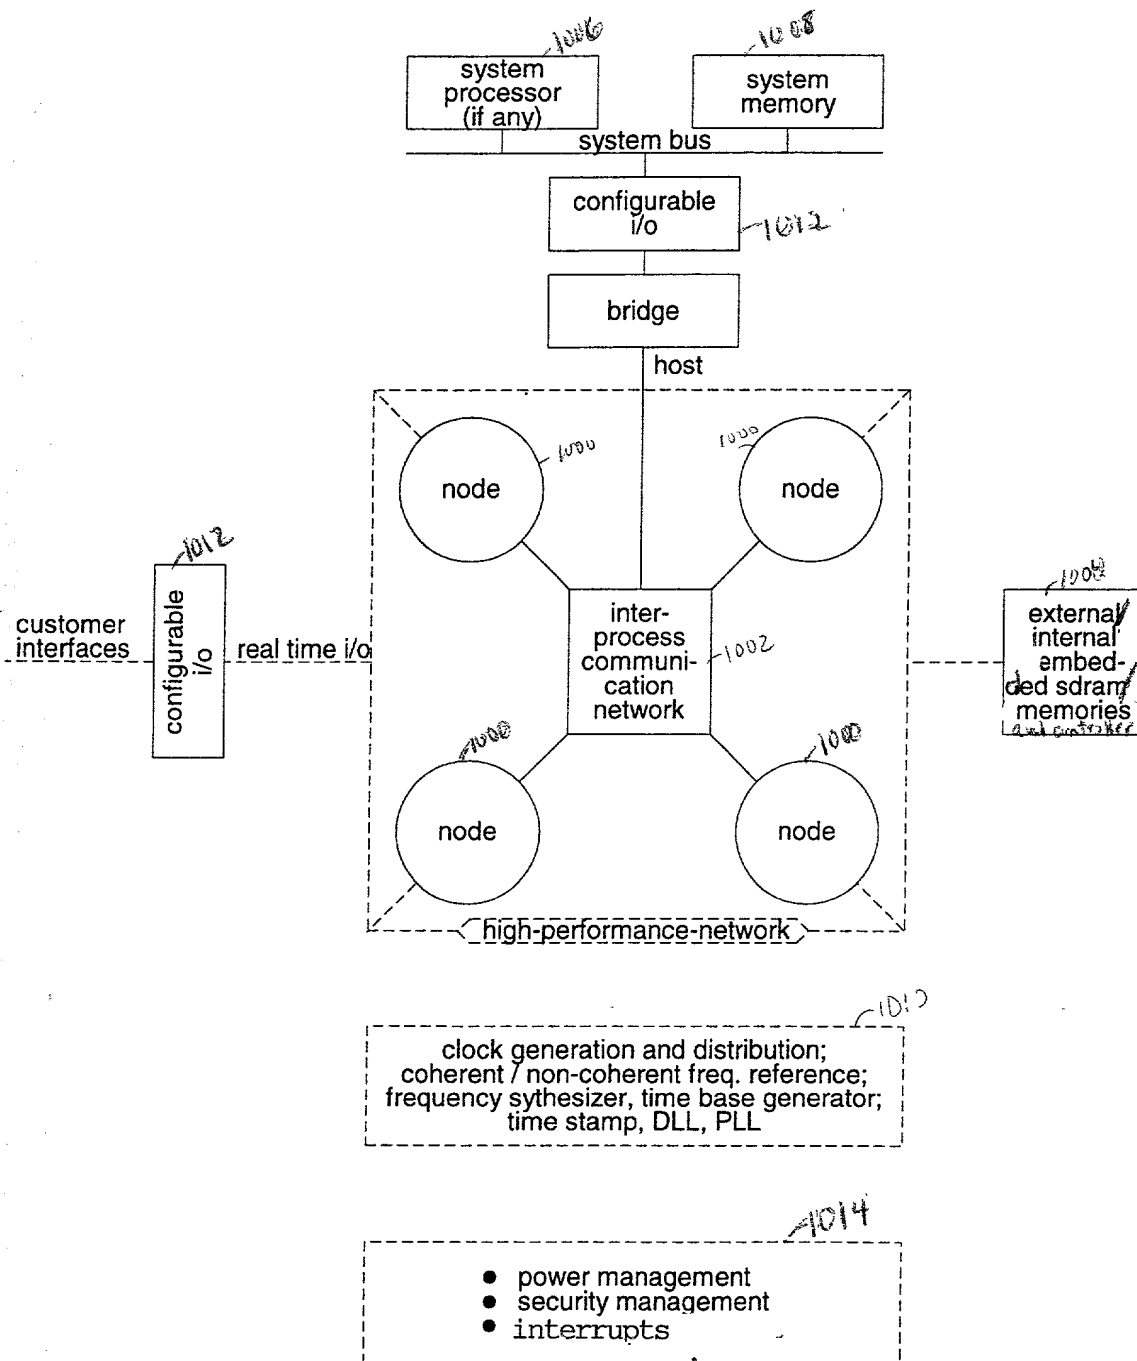 1006
1008
system
processor
(if any)
system
memory
system bus
configurable
i/o
1012
bridge
host
node
1000
1000
node
1012
configurable
i/o
customer
interfaces
real time i/o
inter-
process
communi-
cation
network
1002
external/
internal
embed-
ded sdram/
memories
and controller
1000
node
1000
node
high-performance-network
clock generation and distribution;
coherent / non-coherent freq. reference;
frequency sythesizer, time base generator;
time stamp, DLL, PLL
1014
● power management
● security management
● interrupts